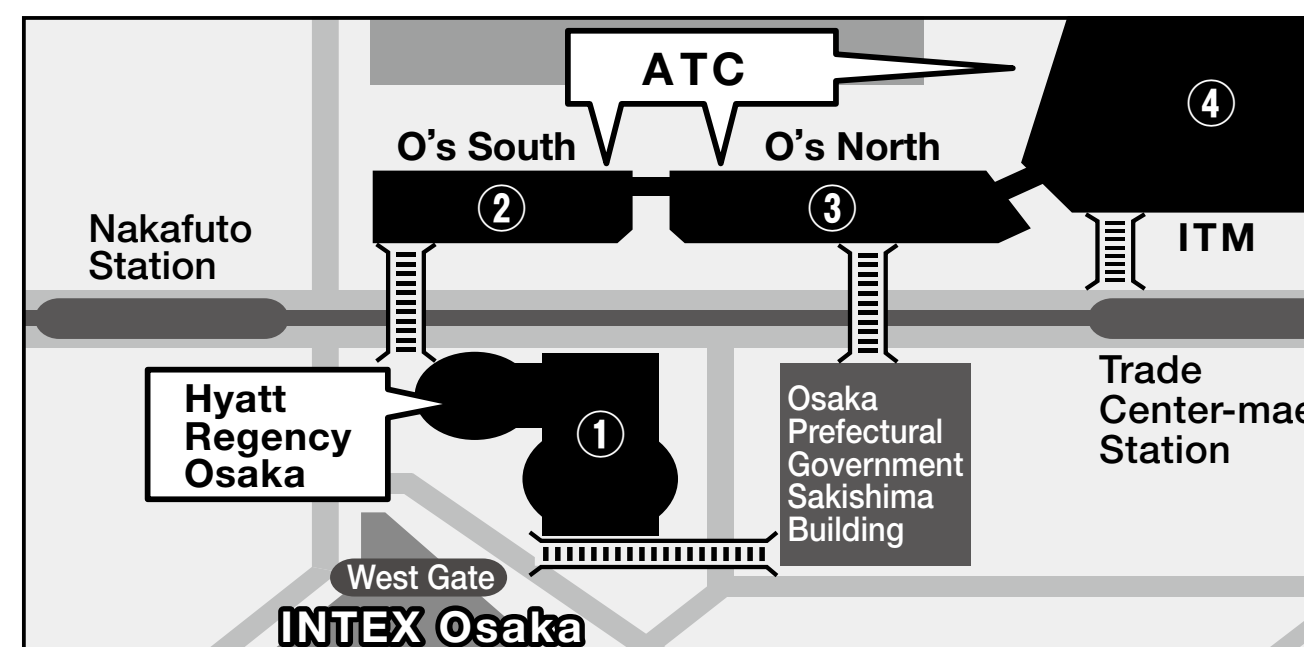 ATC
④
O's South
O's North
②
③
Nakafuto
Station
ITM
Hyatt
Regency
Osaka
①
Osaka
Prefectural
Government
Sakishima
Building
Trade
Center-mae
Station
West Gate
INTEX Osaka